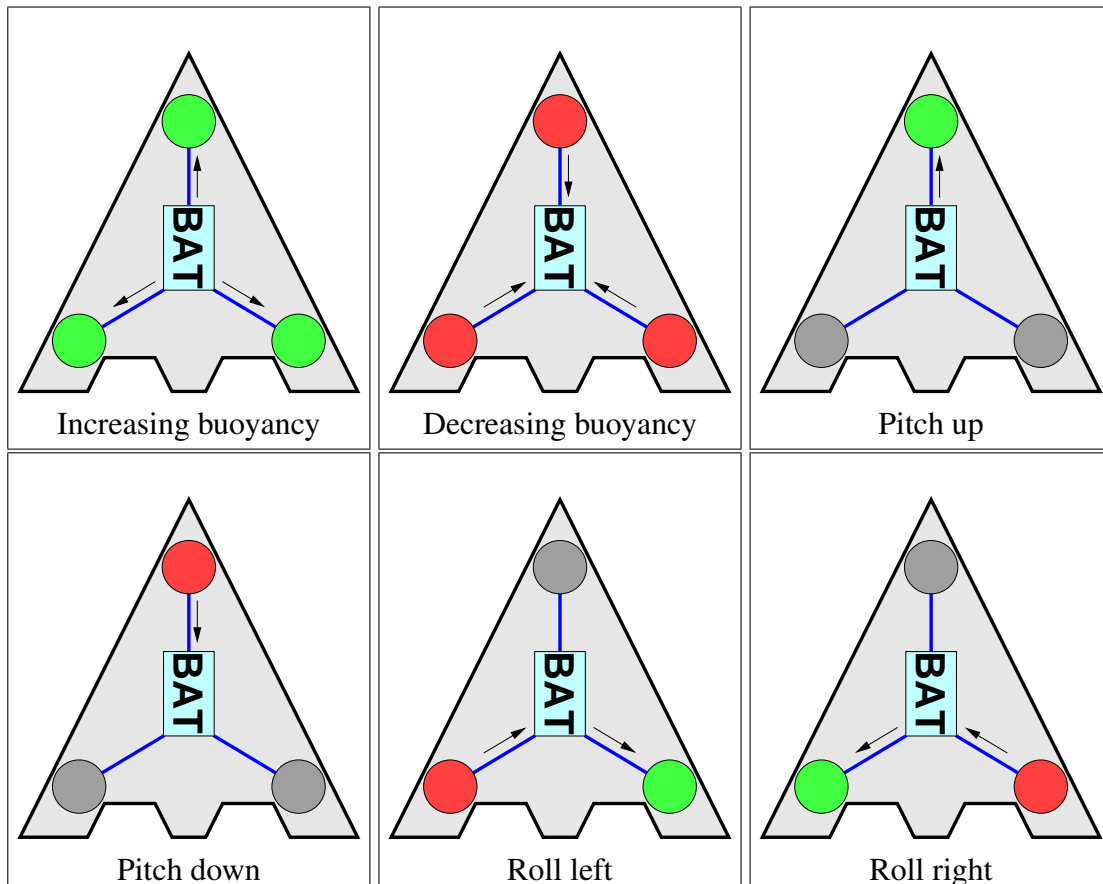 BAT
BAT
BAT
Increasing buoyancy
Decreasing buoyancy
Pitch up
BAT
BAT
BAT
Pitch down
Roll left
Roll right